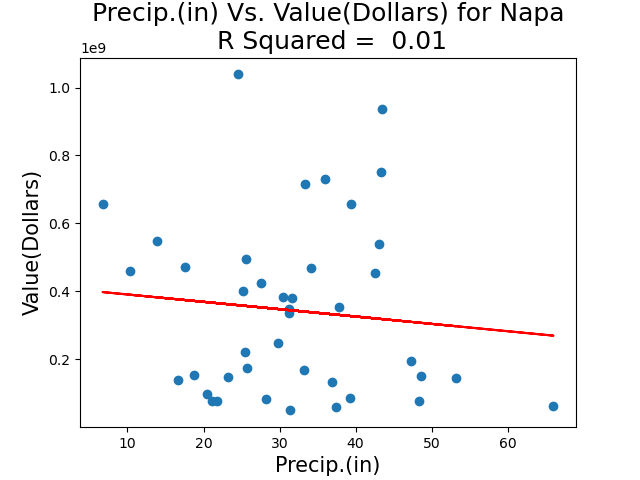 Precip.(in) Vs. Value(Dollars) for Napa
R Squared =  0.01
1e9
1.0
0.8
0.6
0.4
0.2
Value(Dollars)
10 20 30 40 50 60
Precip.(in)